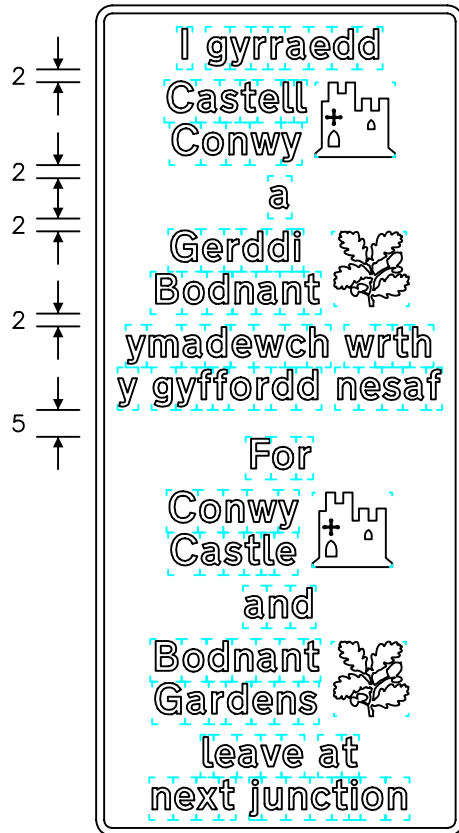 I gyrraedd
Castell
Conwy
a
Gerddi
Bodnant
ymadewch wrth
y gyffordd nesaf
For
Conwy
Castle
and
Bodnant
Gardens
leave at
next junction
2
2
2
2
5